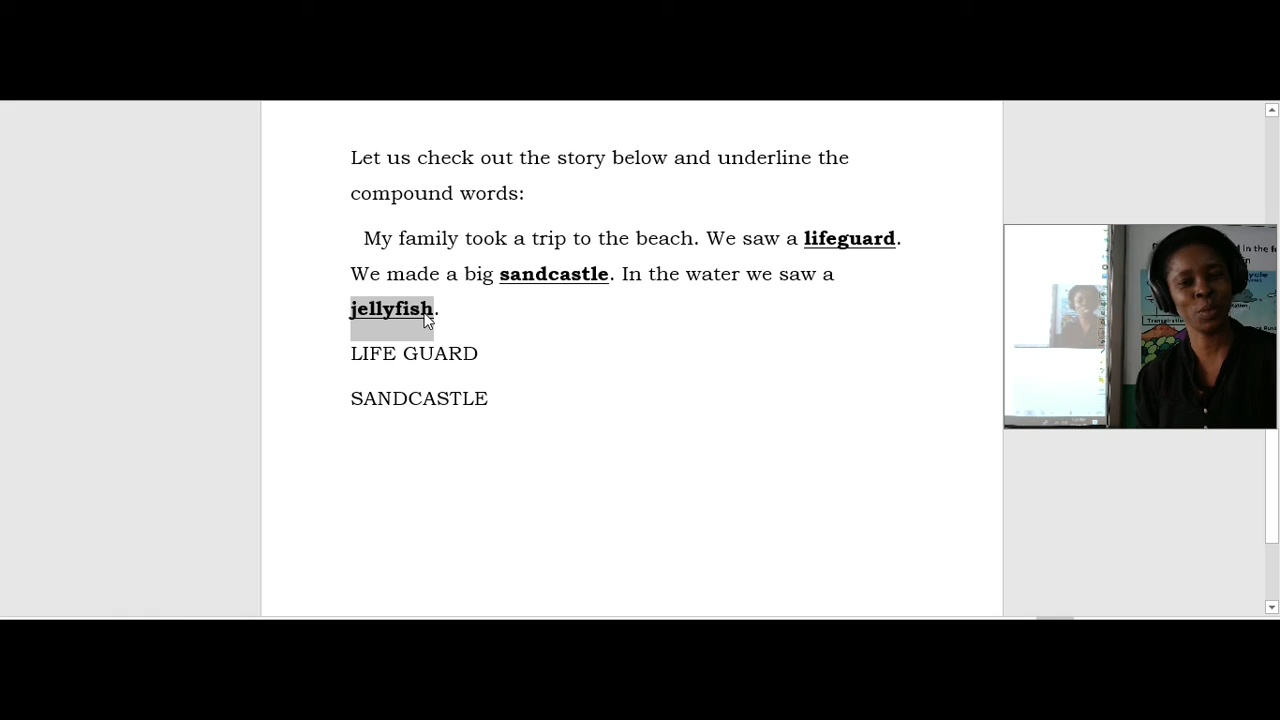 Let us check out the story below and underline the
compound words:
My family took a trip to the beach. We saw a lifeguard.
We made a big sandcastle. In the water we saw a
jellyfish.
LIFE GUARD
SANDCASTLE